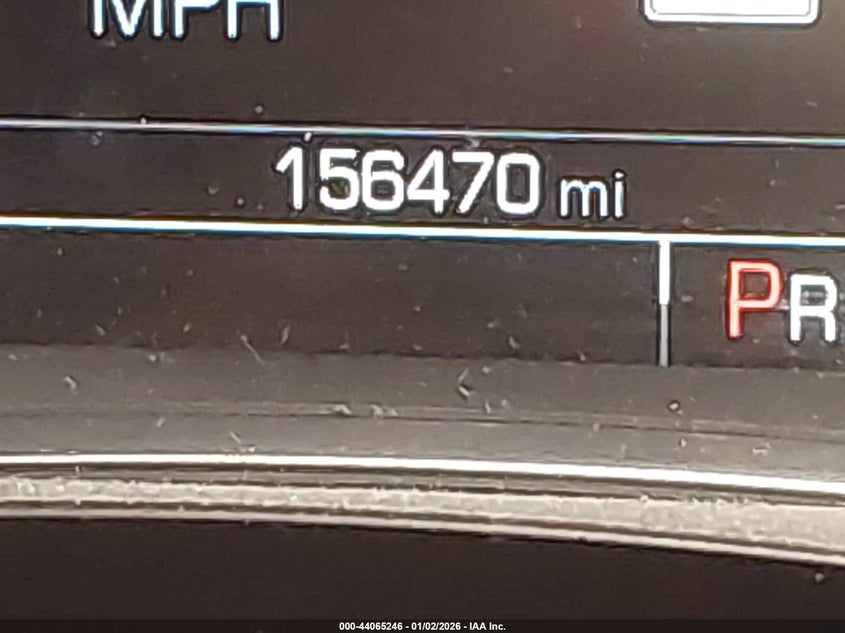 MPH
156470 mi
PR
000-44065246 - 01/02/2026 - IAA Inc.